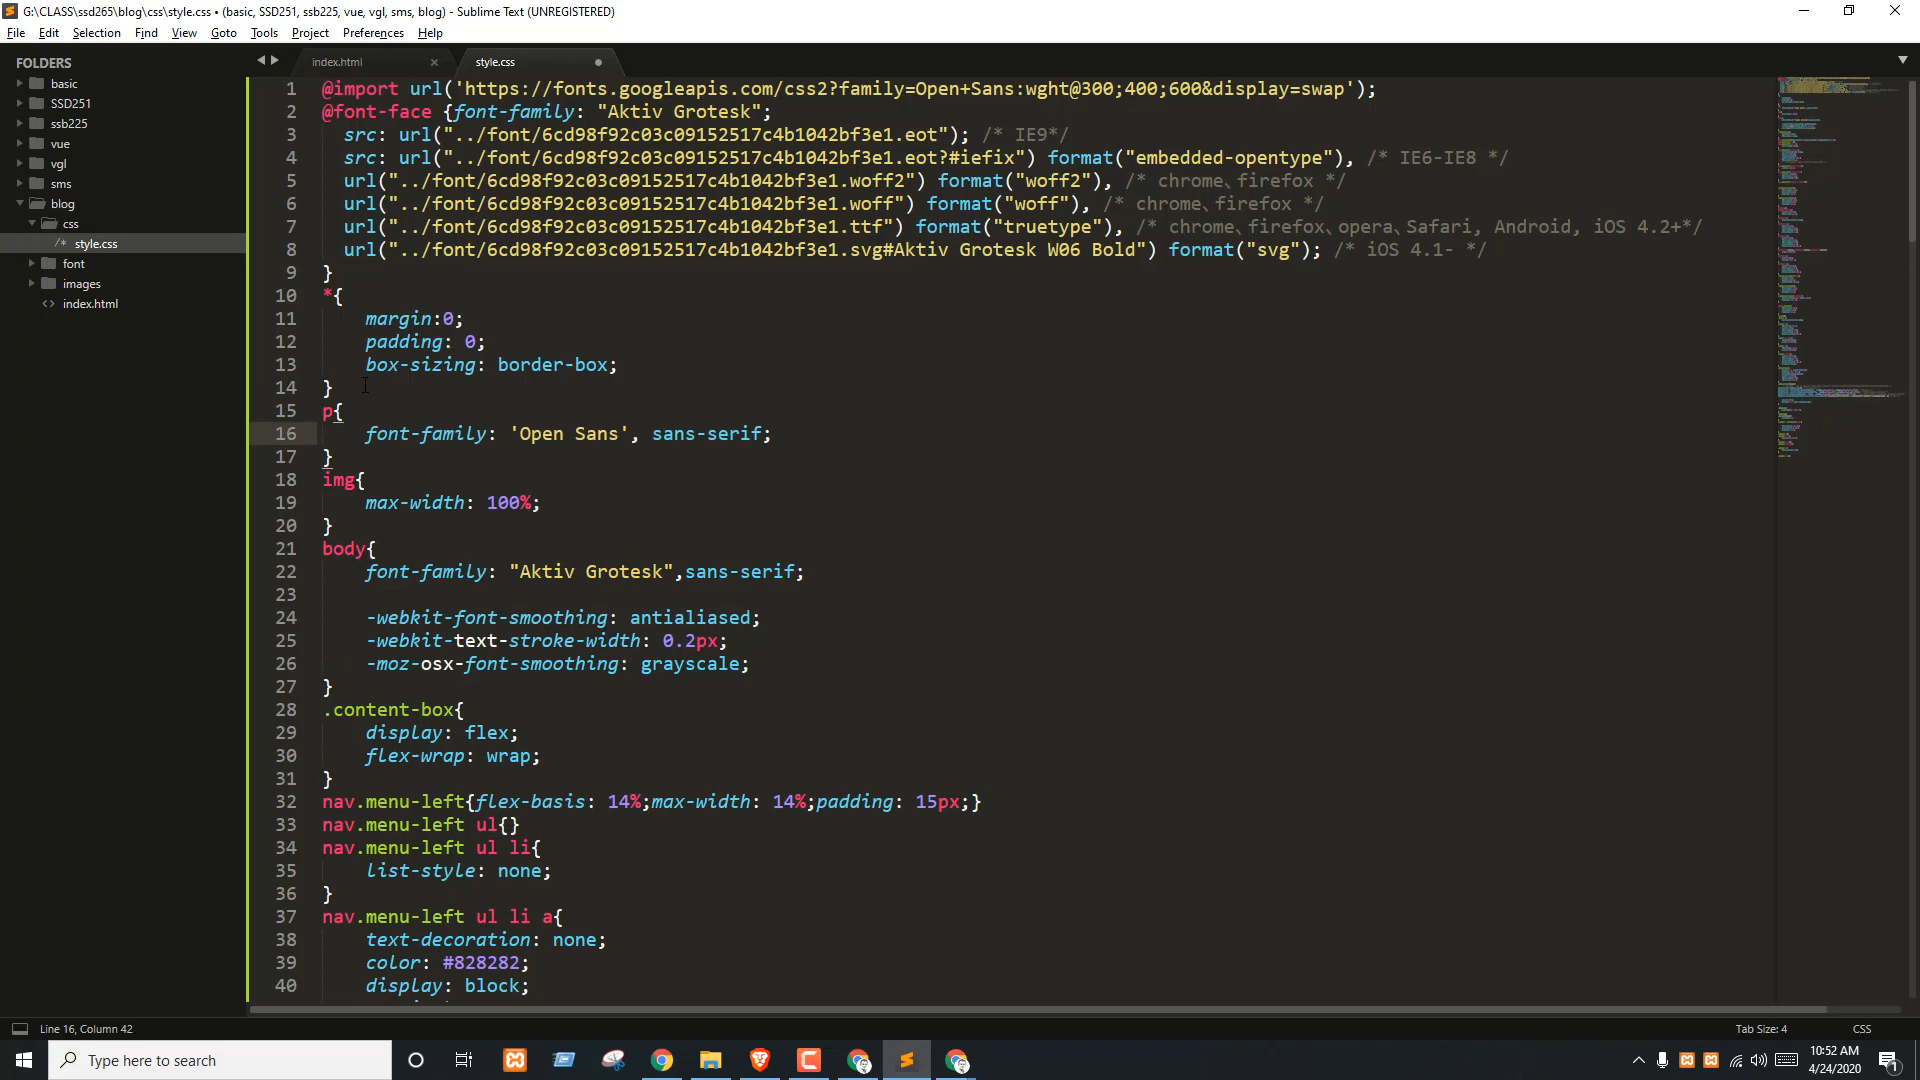 G:\CLASS\ssd265\blog\css\style.css • (basic, SSD251, ssb225, vue, vgl, sms, blog) - Sublime Text (UNREGISTERED)
File Edit Selection Find View Goto Tools Project Preferences Help
FOLDERS
basic
SSD251
ssb225
vue
vgl
sms
blog
css
/* style.css
font
images
<> index.html
index.html
style.css
1 @import url('https://fonts.googleapis.com/css2?family=Open+Sans:wght@300;400;600&display=swap');
2 @font-face {font-family: "Aktiv Grotesk";
3 src: url("../font/6cd98f92c03c09152517c4b1042bf3e1.eot"); /* IE9*/
4 src: url("../font/6cd98f92c03c09152517c4b1042bf3e1.eot?#iefix") format("embedded-opentype"), /* IE6-IE8 */
5 url("../font/6cd98f92c03c09152517c4b1042bf3e1.woff2") format("woff2"), /* chrome、firefox */
6 url("../font/6cd98f92c03c09152517c4b1042bf3e1.woff") format("woff"), /* chrome、firefox */
7 url("../font/6cd98f92c03c09152517c4b1042bf3e1.ttf") format("truetype"), /* chrome、firefox、opera、Safari, Android, iOS 4.2+*/
8 url("../font/6cd98f92c03c09152517c4b1042bf3e1.svg#Aktiv Grotesk W06 Bold") format("svg"); /* iOS 4.1- */
9 }
10 *{
11 margin:0;
12 padding: 0;
13 box-sizing: border-box;
14 }
15 p{
16 font-family: 'Open Sans', sans-serif;
17 }
18 img{
19 max-width: 100%;
20 }
21 body{
22 font-family: "Aktiv Grotesk",sans-serif;
23
24 -webkit-font-smoothing: antialiased;
25 -webkit-text-stroke-width: 0.2px;
26 -moz-osx-font-smoothing: grayscale;
27 }
28 .content-box{
29 display: flex;
30 flex-wrap: wrap;
31 }
32 nav.menu-left{flex-basis: 14%;max-width: 14%;padding: 15px;}
33 nav.menu-left ul{}
34 nav.menu-left ul li{
35 list-style: none;
36 }
37 nav.menu-left ul li a{
38 text-decoration: none;
39 color: #828282;
40 display: block;
Line 16, Column 42
Tab Size: 4
CSS
Type here to search
10:52 AM
4/24/2020
1